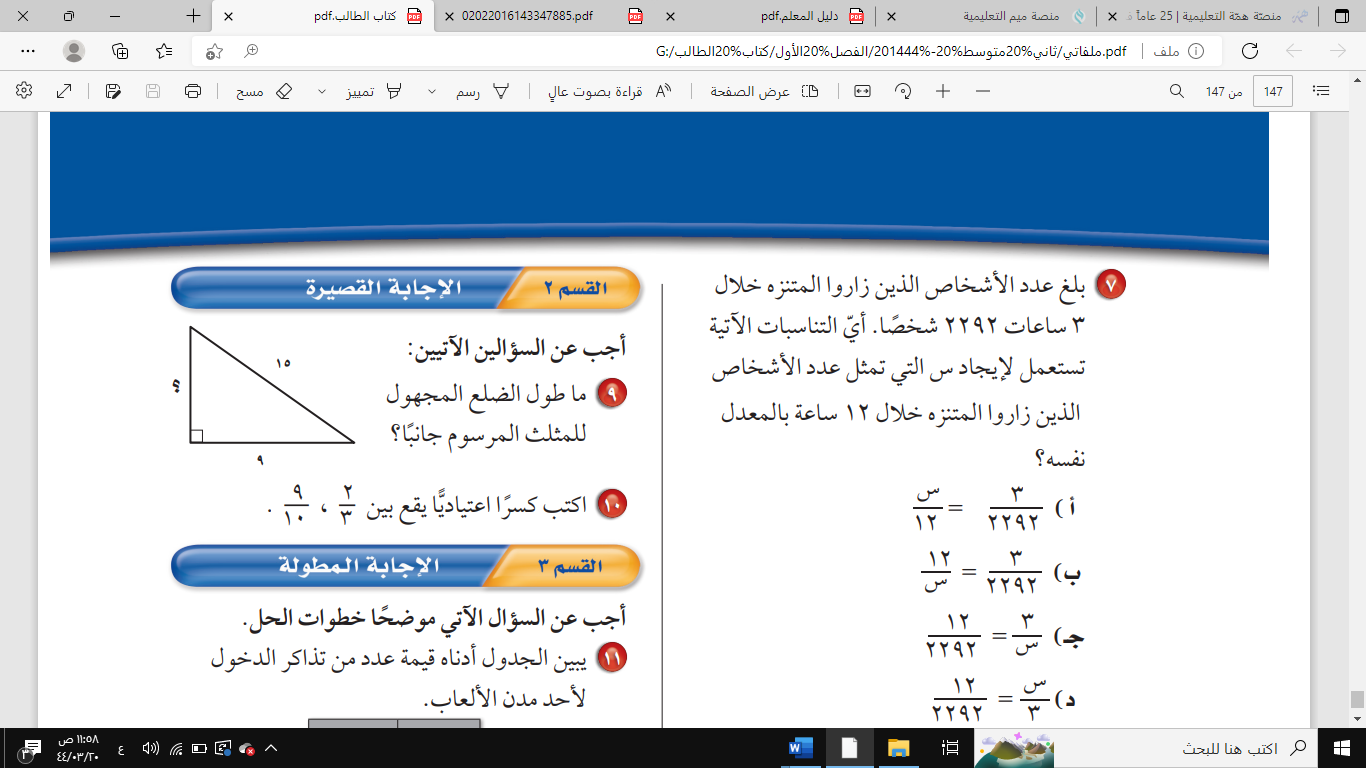 كتاب الطالب.pdf
02022016143347885.pdf
دليل المعلم.pdf
منصة ميم التعليمية
منصّة همّة التعليمية | 25 عاماً
G:/ملفاتي/ثاني%20متوسط%20-%201444/الفصل%20الأول/كتاب%20الطالب.pdf
ملف
مسح
تمييز
رسم
قراءة بصوت عالٍ
عرض الصفحة
من 147
147
٧ بلغ عدد الأشخاص الذين زاروا المتنزه خلال
٣ ساعات ٢٢٩٢ شخصًا. أيّ التناسبات الآتية
تستعمل لإيجاد س التي تمثل عدد الأشخاص
الذين زاروا المتنزه خلال ١٢ ساعة بالمعدل
نفسه؟
أ ) ٣/٢٢٩٢ = س/١٢
ب) ٣/٢٢٩٢ = ١٢/س
جـ) ٣/س = ١٢/٢٢٩٢
د) س/٣ = ١٢/٢٢٩٢
القسم ٢ الإجابة القصيرة
أجب عن السؤالين الآتيين:
٩ ما طول الضلع المجهول
للمثلث المرسوم جانبًا؟
١٥
٩
١٠ اكتب كسرًا اعتياديًّا يقع بين ٢/٣ ، ٩/١٠ .
القسم ٣ الإجابة المطولة
أجب عن السؤال الآتي موضحًا خطوات الحل.
١١ يبين الجدول أدناه قيمة عدد من تذاكر الدخول
لأحد مدن الألعاب.
اكتب هنا للبحث
ع
١١:٥٨ ص
٤٤/٠٣/٢٠
٣